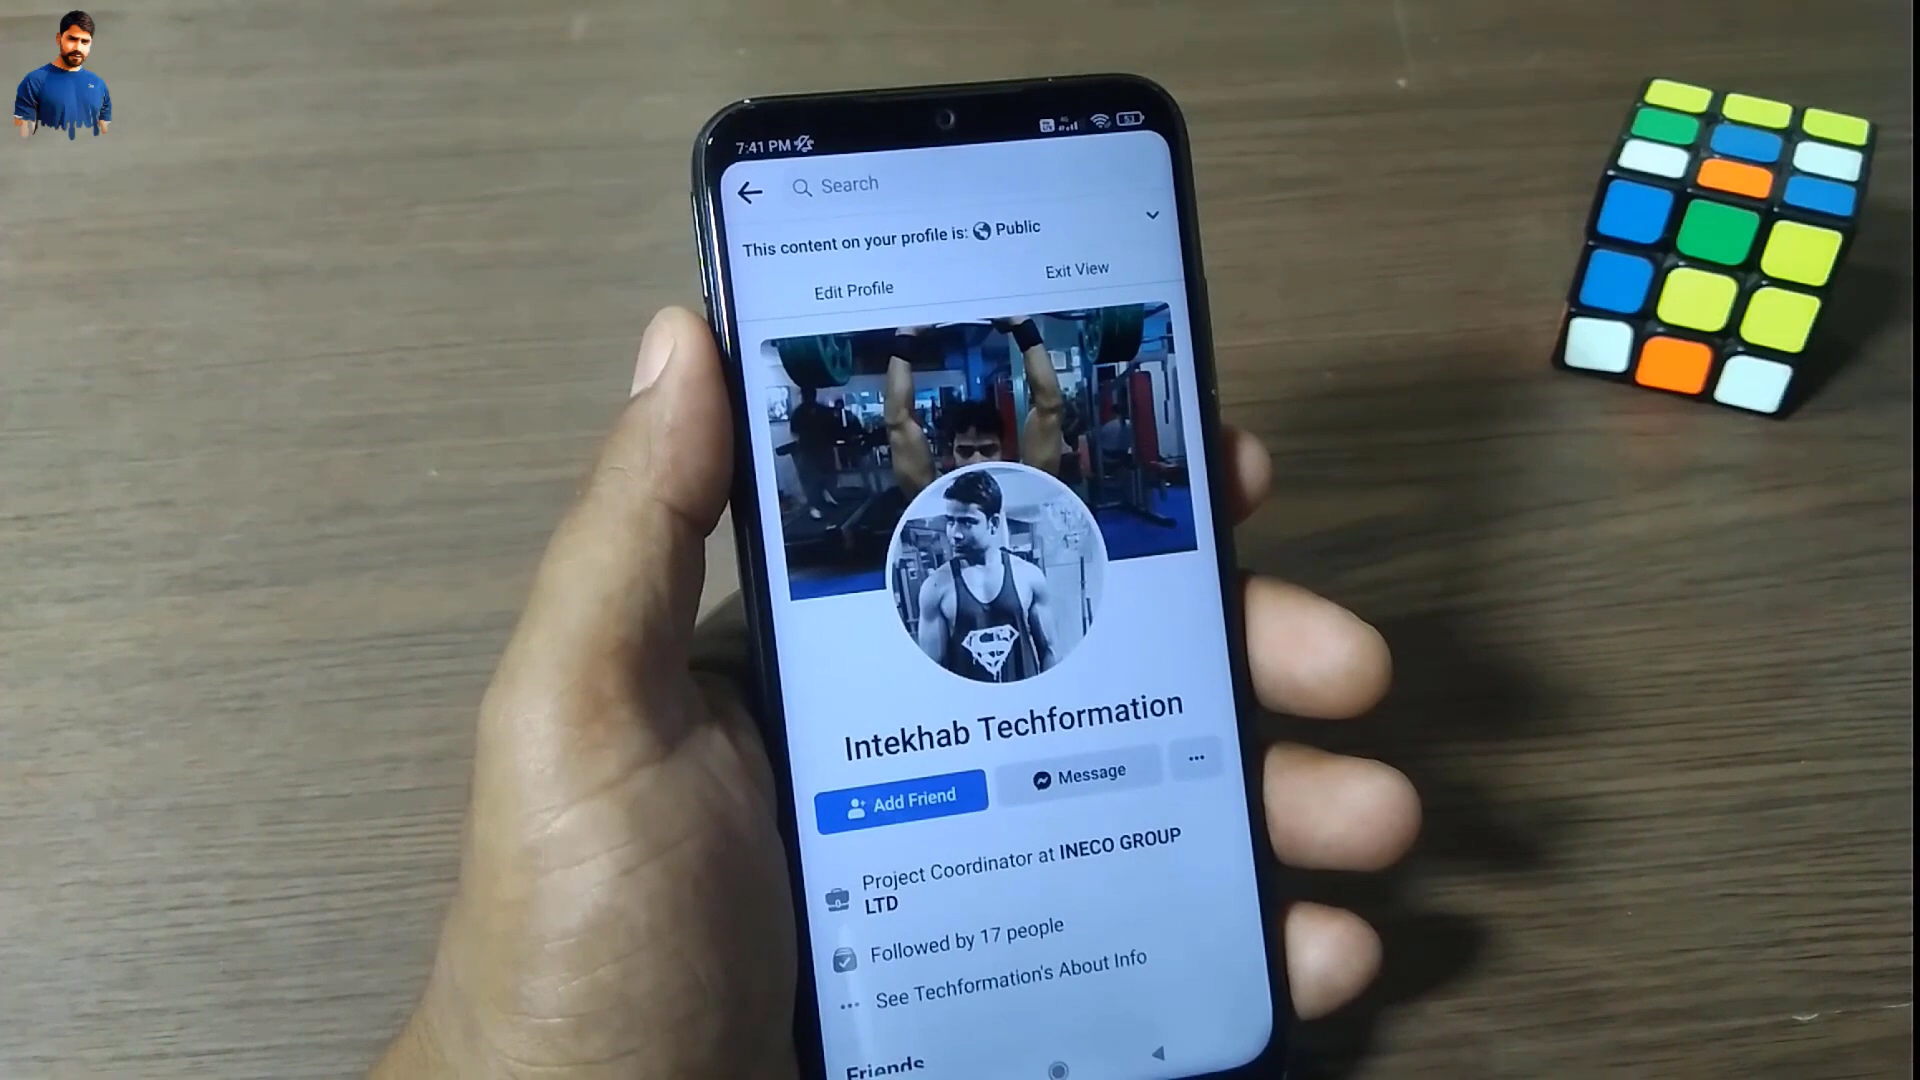 7:41 PM
53
Search
This content on your profile is: Public
Edit Profile
Exit View
Intekhab Techformation
Add Friend
Message
Project Coordinator at INECO GROUP
LTD
Followed by 17 people
See Techformation's About Info
Friends